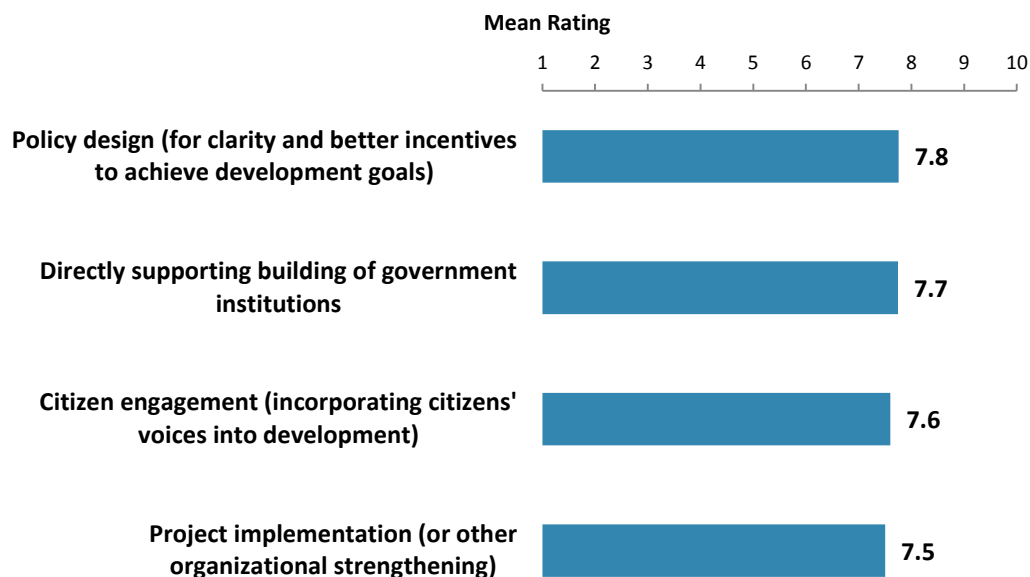 Mean Rating
1 2 3 4 5 6 7 8 9 10
Policy design (for clarity and better incentives
to achieve development goals)
7.8
Directly supporting building of government
institutions
7.7
Citizen engagement (incorporating citizens'
voices into development)
7.6
Project implementation (or other
organizational strengthening)
7.5